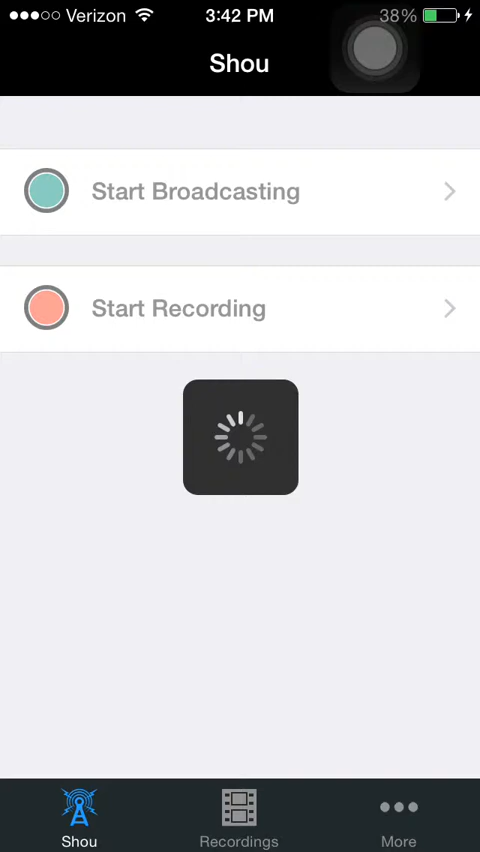 Verizon 3:42 PM 38%
Shou
Start Broadcasting
Start Recording
Shou Recordings More